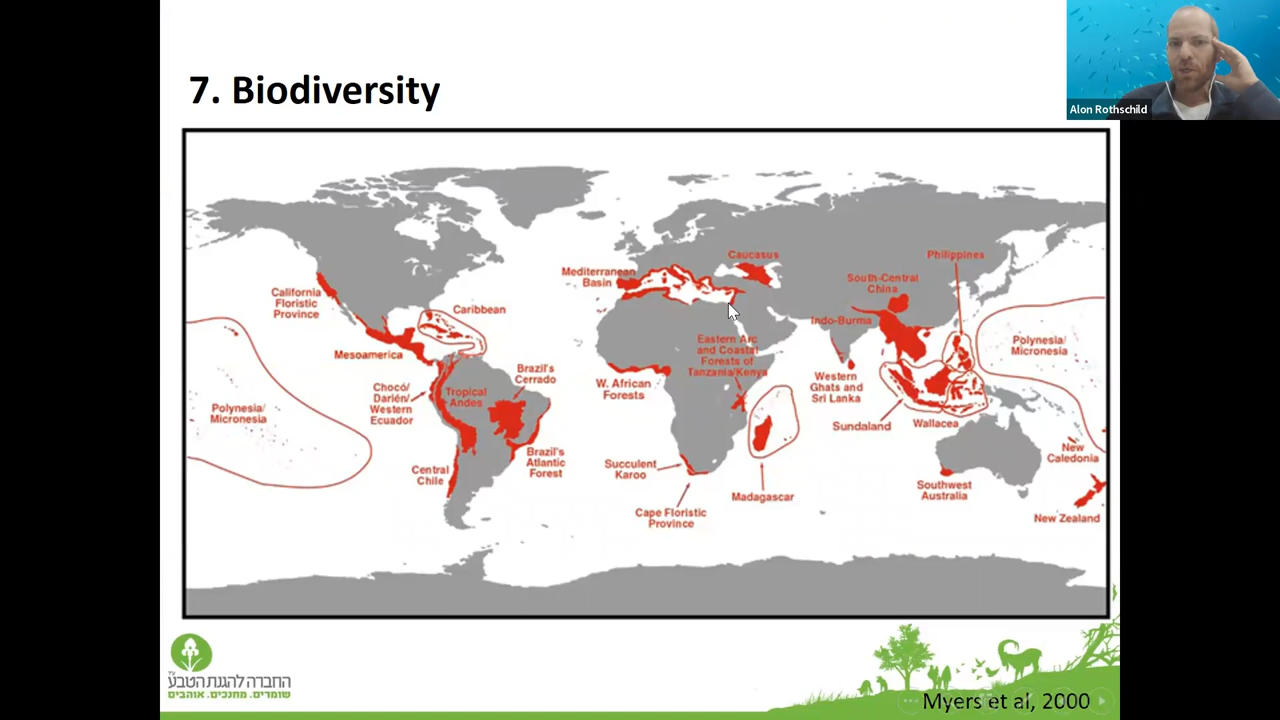 7. Biodiversity
Alon Rothschild
Caucasus
Philippines
Mediterranean
Basin
South-Central
China
California
Floristic
Province
Caribbean
Indo-Burma
Polynesia/
Micronesia
Eastern Arc
and Coastal
Forests of
Tanzania/Kenya
Mesoamerica
Brazil's
Cerrado
W. African
Forests
Western
Ghats and
Sri Lanka
Chocó/
Darién/
Western
Ecuador
Tropical
Andes
Polynesia/
Micronesia
Sundaland
Wallacea
New
Caledonia
Brazil's
Atlantic
Forest
Central
Chile
Succulent
Karoo
Madagascar
Southwest
Australia
Cape Floristic
Province
New Zealand
החברה להגנת הטבע
שומרים. מחנכים. אוהבים.
Myers et al, 2000